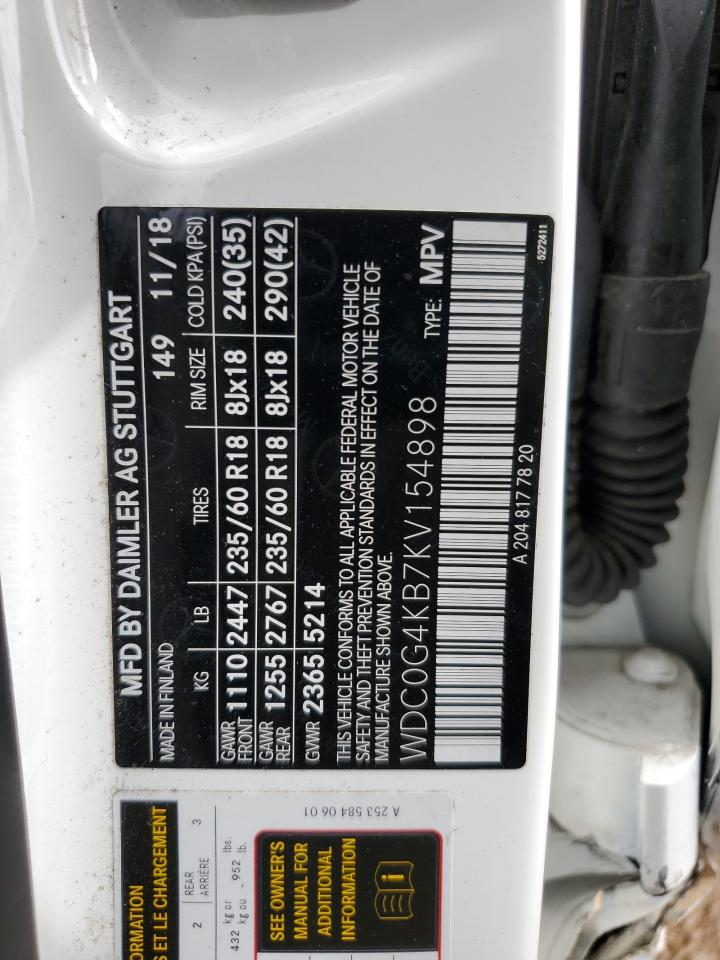 MFD BY DAIMLER AG STUTTGART
MADE IN FINLAND 149 11/18
KG LB TIRES RIM SIZE COLD KPA(PSI)
GAWR FRONT 1110 2447 235/60 R18 8Jx18 240(35)
GAWR REAR 1255 2767 235/60 R18 8Jx18 290(42)
GVWR 2365 5214
THIS VEHICLE CONFORMS TO ALL APPLICABLE FEDERAL MOTOR VEHICLE
SAFETY AND THEFT PREVENTION STANDARDS IN EFFECT ON THE DATE OF
MANUFACTURE SHOWN ABOVE.
WDC0G4KB7KV154898 TYPE: MPV
A 204 817 78 20
5272411
ORMATION
S ET LE CHARGEMENT
2 REAR 3
ARRIÈRE
432 kg or 952 lbs.
kg ou lb.
SEE OWNER'S
MANUAL FOR
ADDITIONAL
INFORMATION
A 253 584 06 01